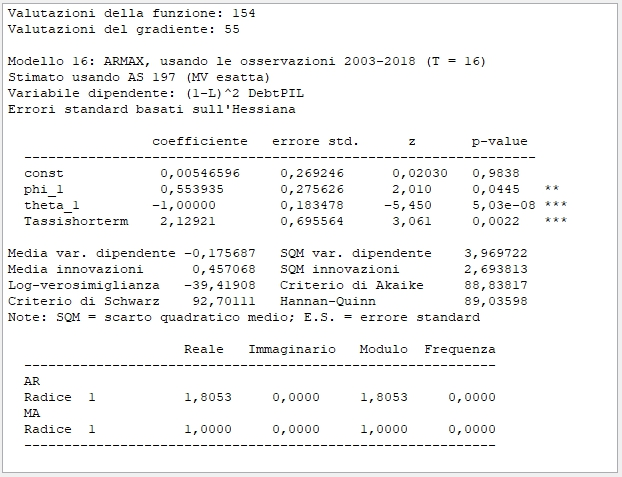 Valutazioni della funzione: 154
Valutazioni del gradiente: 55
Modello 16: ARMAX, usando le osservazioni 2003-2018 (T = 16)
Stimato usando AS 197 (MV esatta)
Variabile dipendente: (1-L)^2 DebtPIL
Errori standard basati sull'Hessiana
coefficiente errore std. z p-value
----------------------------------------------------------------
const 0,00546596 0,269246 0,02030 0,9838
phi_1 0,553935 0,275626 2,010 0,0445 **
theta_1 -1,00000 0,183478 -5,450 5,03e-08 ***
Tassishorterm 2,12921 0,695564 3,061 0,0022 ***
Media var. dipendente -0,175687 SQM var. dipendente 3,969722
Media innovazioni 0,457068 SQM innovazioni 2,693813
Log-verosimiglianza -39,41908 Criterio di Akaike 88,83817
Criterio di Schwarz 92,70111 Hannan-Quinn 89,03598
Note: SQM = scarto quadratico medio; E.S. = errore standard
Reale Immaginario Modulo Frequenza
-----------------------------------------------------------
AR
Radice 1 1,8053 0,0000 1,8053 0,0000
MA
Radice 1 1,0000 0,0000 1,0000 0,0000
-----------------------------------------------------------